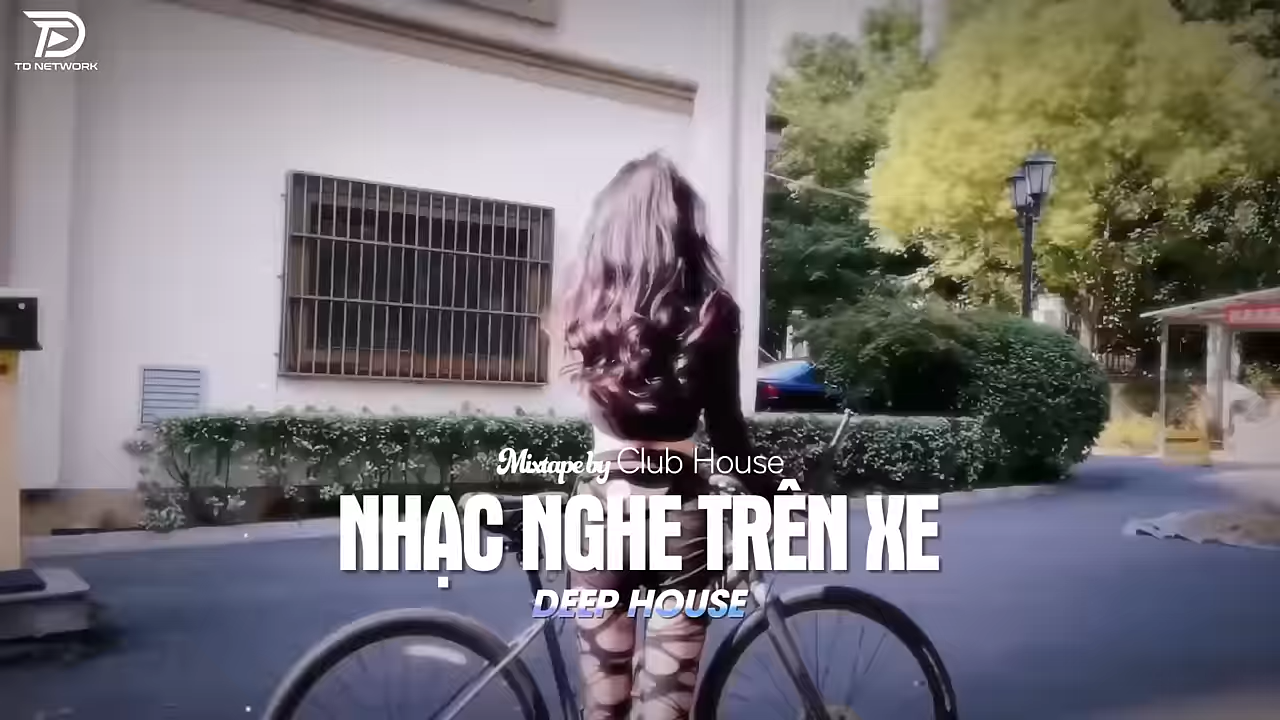 TD NETWORK
Mixtape by Club House
NHẠC NGHE TRÊN XE
DEEP HOUSE